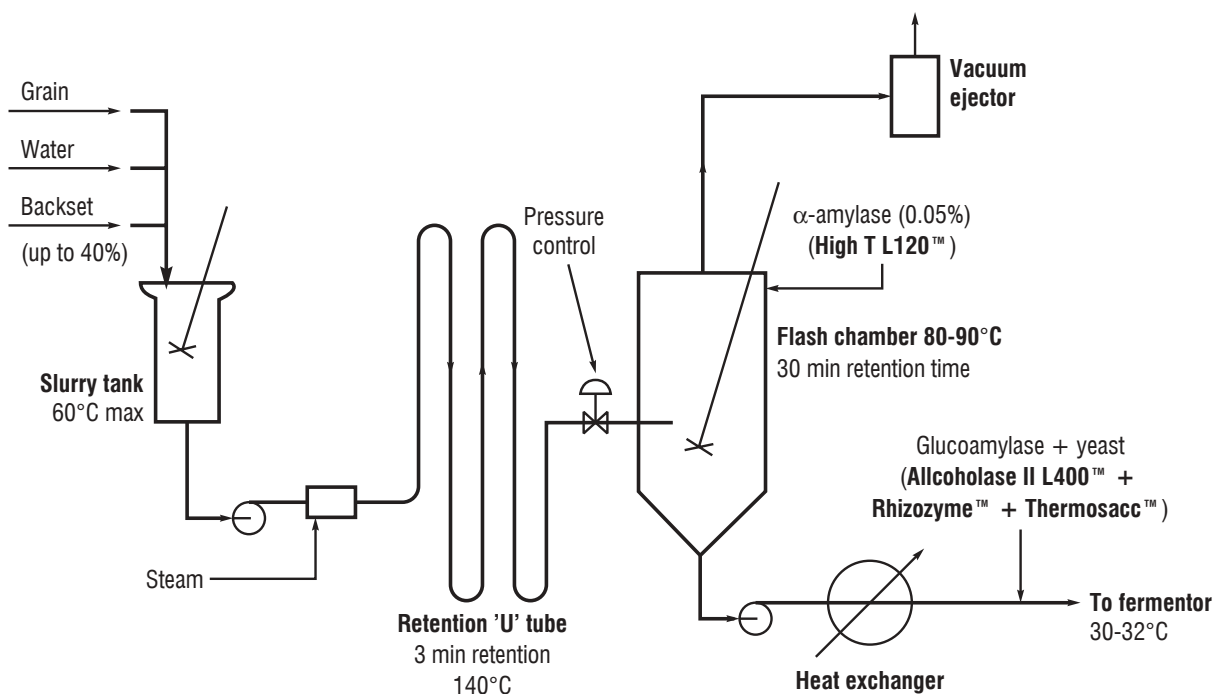 Grain
Water
Backset
(up to 40%)
Slurry tank
60°C max
Steam
Retention 'U' tube
3 min retention
140°C
Pressure
control
Vacuum
ejector
α-amylase (0.05%)
(High T L120™)
Flash chamber 80-90°C
30 min retention time
Glucoamylase + yeast
(Allcoholase II L400™ +
Rhizozyme™ + Thermosacc™)
To fermentor
30-32°C
Heat exchanger